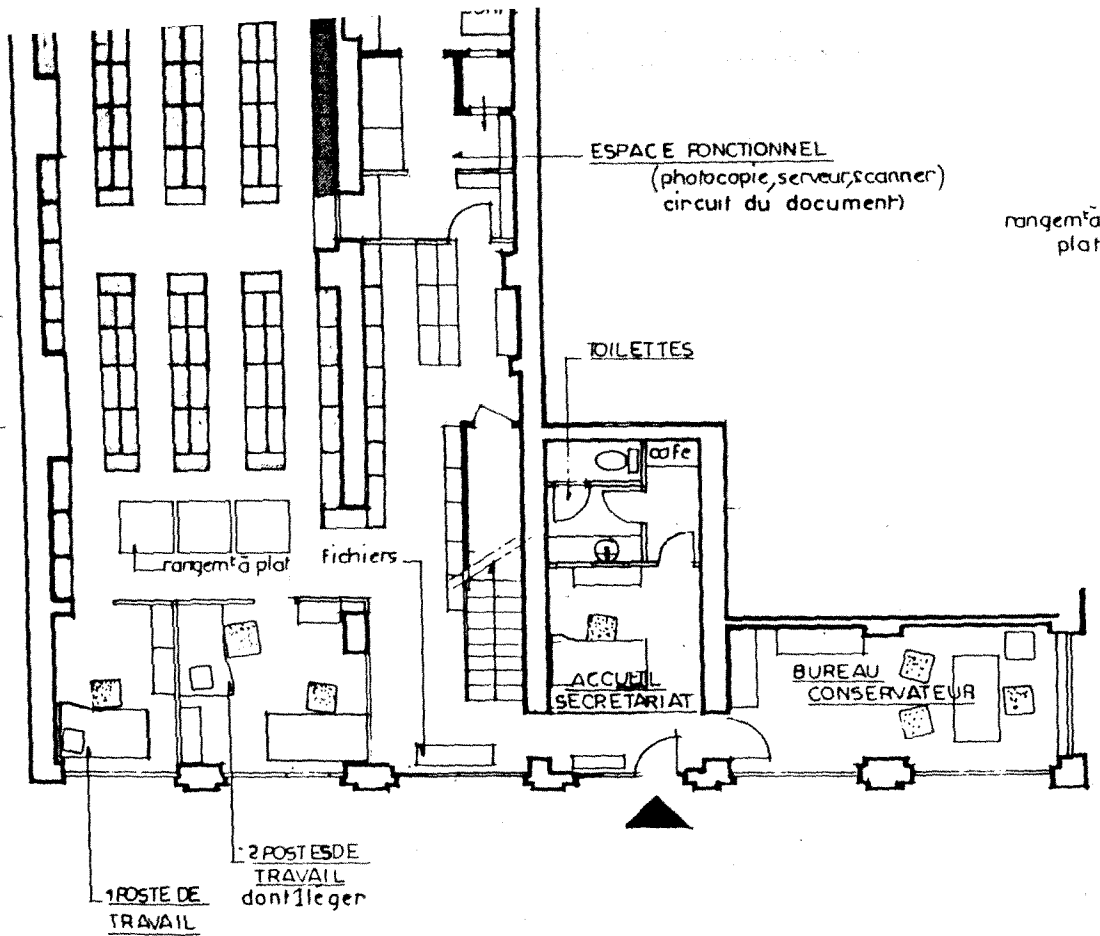 ESPACE FONCTIONNEL
(photocopie, serveur, scanner)
circuit du document)
rangemt à
plat
TOILETTES
cafe
fichiers
rangemt à plat
ACCUEIL
SECRETARIAT
BUREAU
CONSERVATEUR
2 POSTES DE
TRAVAIL
dont 1 léger
1 POSTE DE
TRAVAIL